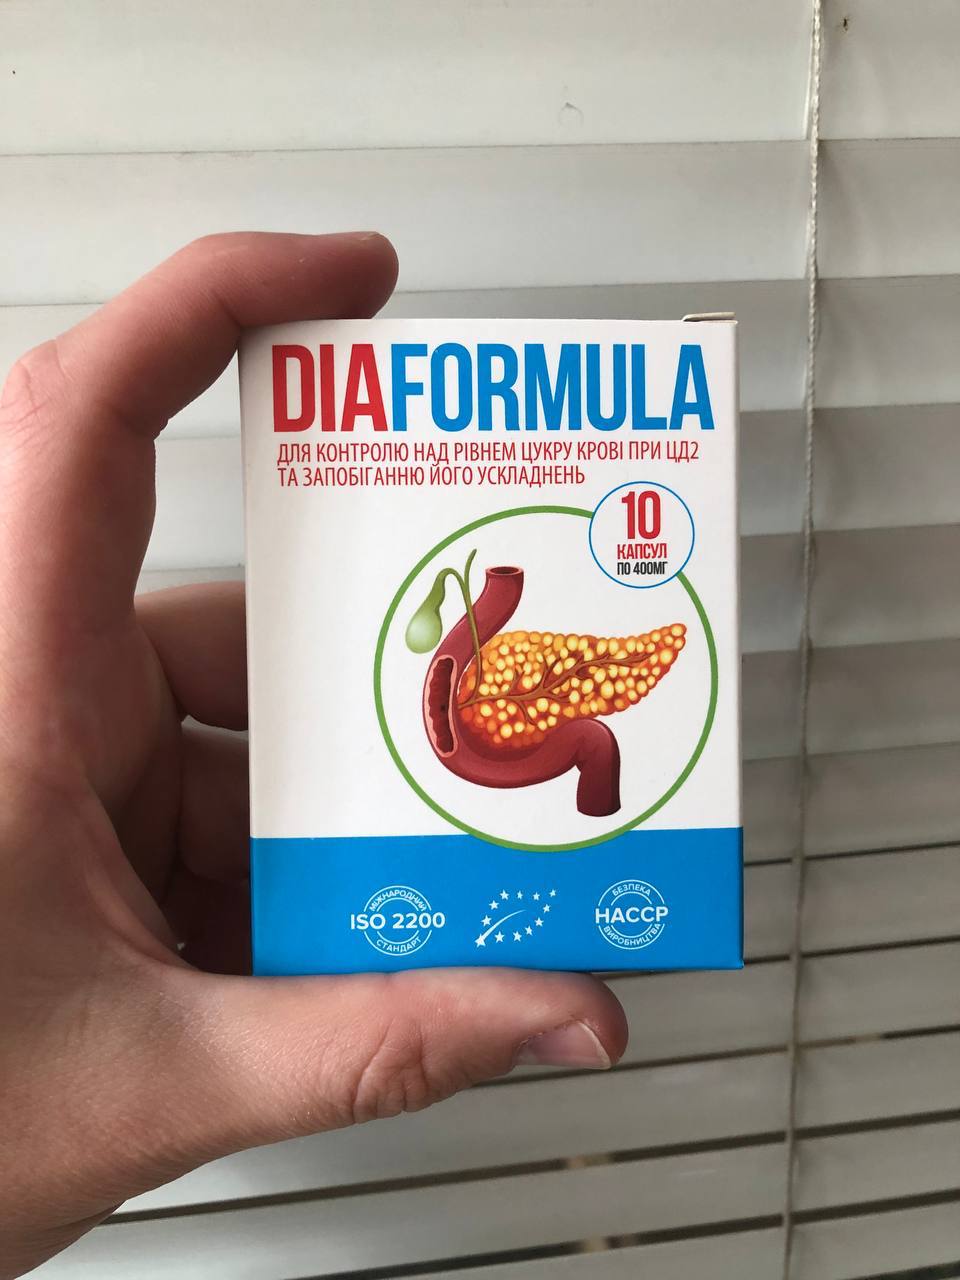 DIAFORMULA
ДЛЯ КОНТРОЛЮ НАД РІВНЕМ ЦУКРУ КРОВІ ПРИ ЦД2
ТА ЗАПОБІГАННЮ ЙОГО УСКЛАДНЕНЬ
10
КАПСУЛ
ПО 400МГ
МІЖНАРОДНИЙ
ISO 2200
СТАНДАРТ
БЕЗПЕКА
HACCP
ВИРОБНИЦТВА